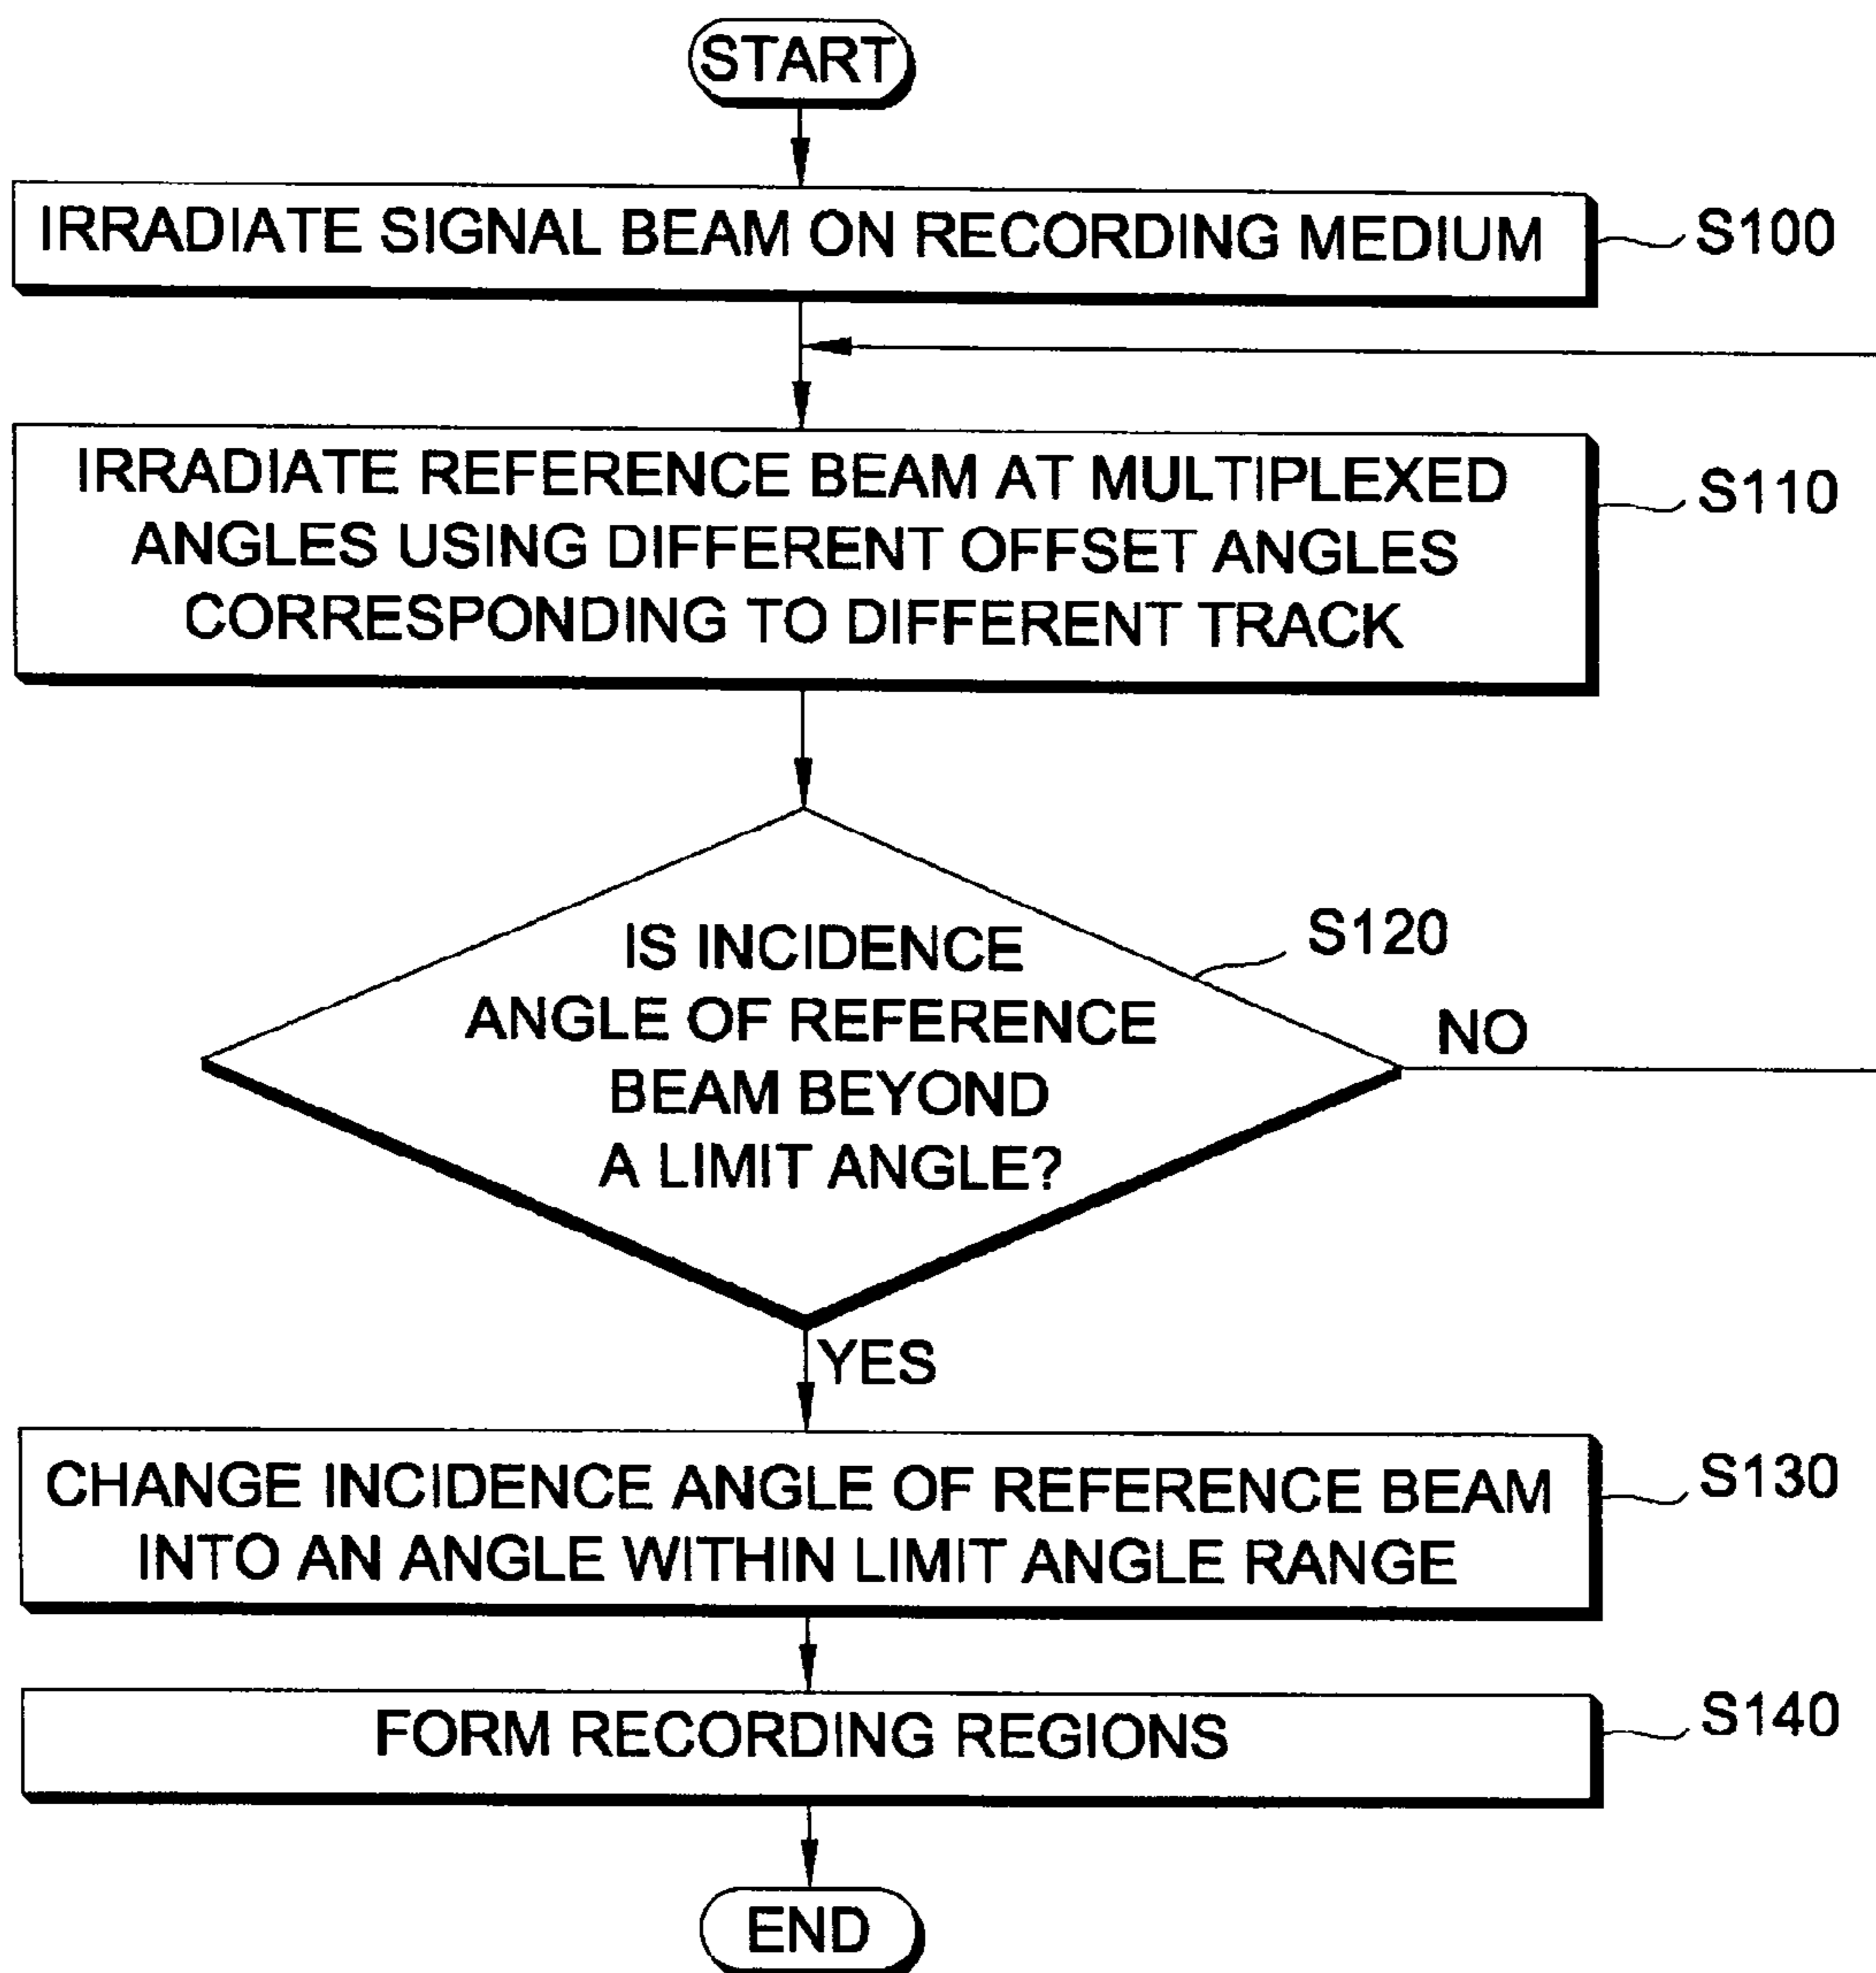 START
IRRADIATE SIGNAL BEAM ON RECORDING MEDIUM
S100
IRRADIATE REFERENCE BEAM AT MULTIPLEXED
ANGLES USING DIFFERENT OFFSET ANGLES
CORRESPONDING TO DIFFERENT TRACK
S110
IS INCIDENCE
ANGLE OF REFERENCE
BEAM BEYOND
A LIMIT ANGLE?
S120
NO
YES
CHANGE INCIDENCE ANGLE OF REFERENCE BEAM
INTO AN ANGLE WITHIN LIMIT ANGLE RANGE
S130
FORM RECORDING REGIONS
S140
END